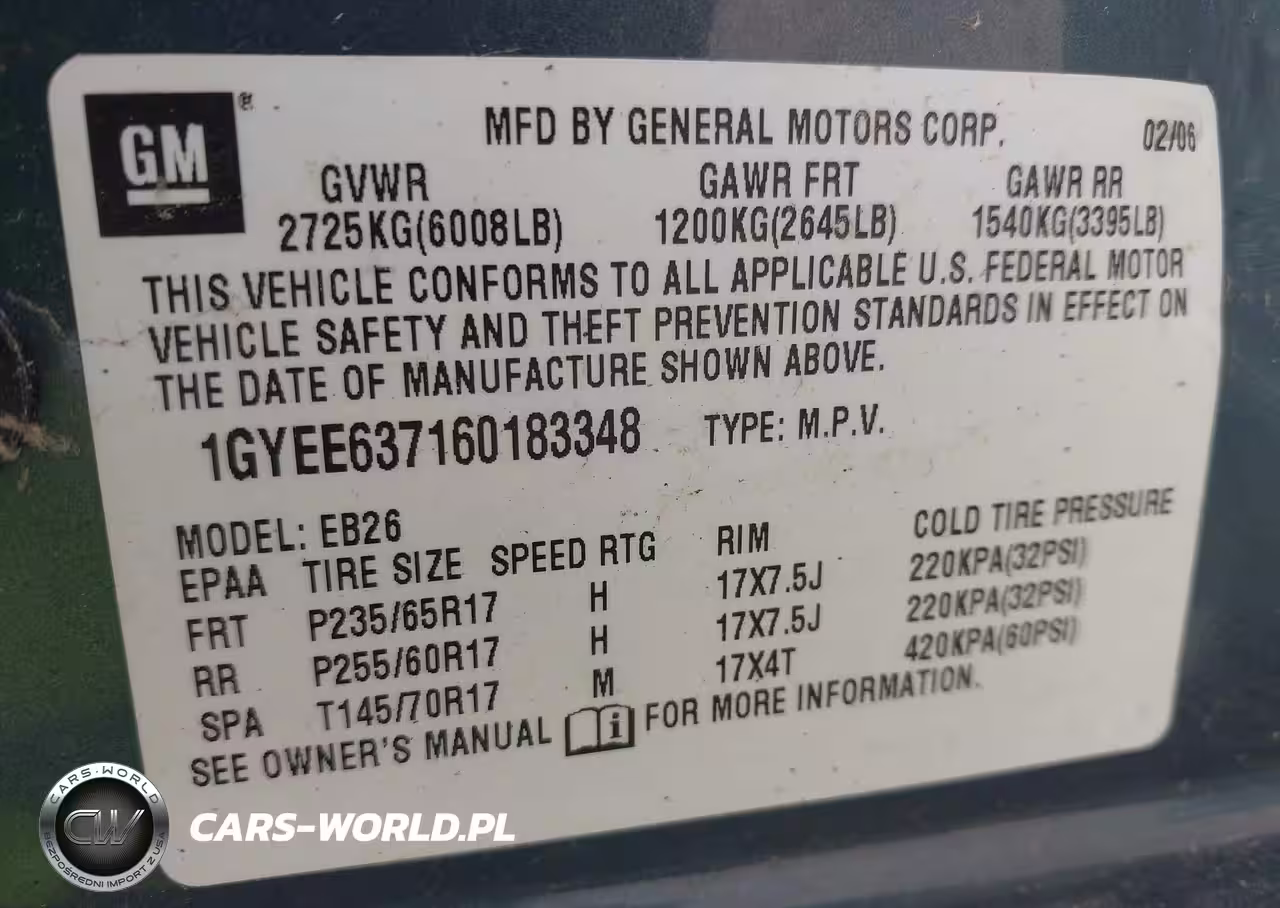 GM®
MFD BY GENERAL MOTORS CORP. 02/06
GVWR GAWR FRT GAWR RR
2725KG(6008LB) 1200KG(2645LB) 1540KG(3395LB)
THIS VEHICLE CONFORMS TO ALL APPLICABLE U.S. FEDERAL MOTOR
VEHICLE SAFETY AND THEFT PREVENTION STANDARDS IN EFFECT ON
THE DATE OF MANUFACTURE SHOWN ABOVE.
1GYEE637160183348 TYPE: M.P.V.
MODEL: EB26
EPAA TIRE SIZE SPEED RTG RIM COLD TIRE PRESSURE
FRT P235/65R17 H 17X7.5J 220KPA(32PSI)
RR P255/60R17 H 17X7.5J 220KPA(32PSI)
SPA T145/70R17 M 17X4T 420KPA(60PSI)
SEE OWNER'S MANUAL i FOR MORE INFORMATION.
CARS-WORLD
CW
BEZPOŚREDNI IMPORT Z USA
CARS-WORLD.PL